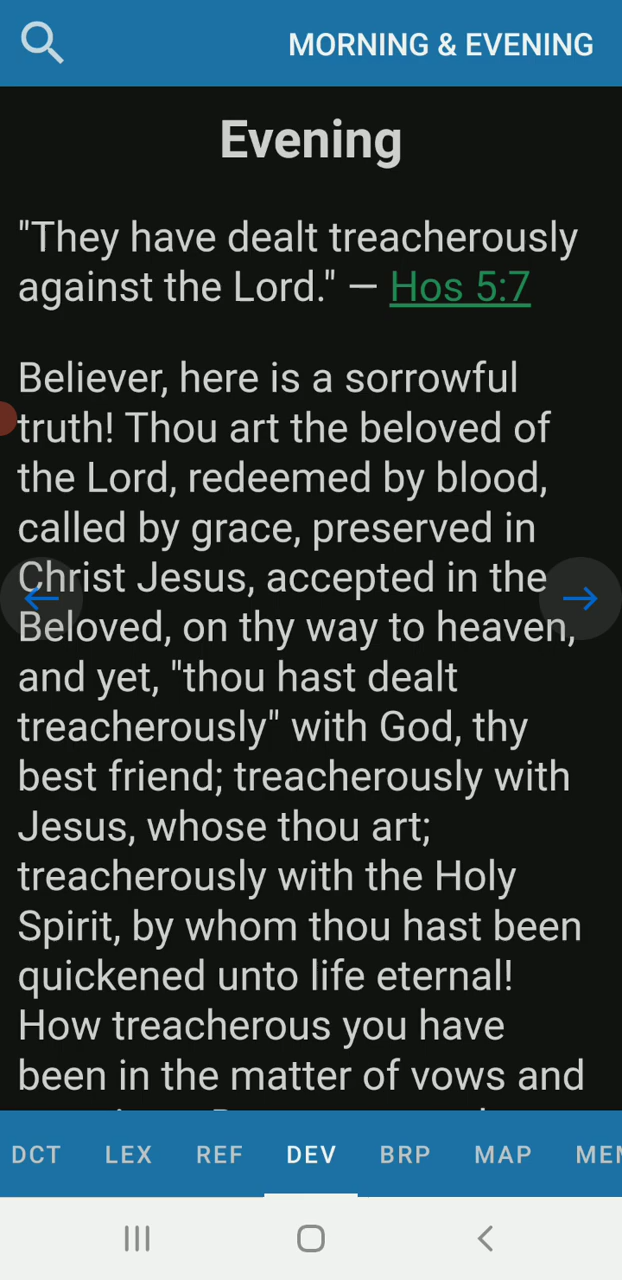 MORNING & EVENING
Evening
"They have dealt treacherously
against the Lord." — Hos 5:7
Believer, here is a sorrowful
truth! Thou art the beloved of
the Lord, redeemed by blood,
called by grace, preserved in
Christ Jesus, accepted in the
Beloved, on thy way to heaven,
and yet, "thou hast dealt
treacherously" with God, thy
best friend; treacherously with
Jesus, whose thou art;
treacherously with the Holy
Spirit, by whom thou hast been
quickened unto life eternal!
How treacherous you have
been in the matter of vows and
DCT LEX REF DEV BRP MAP